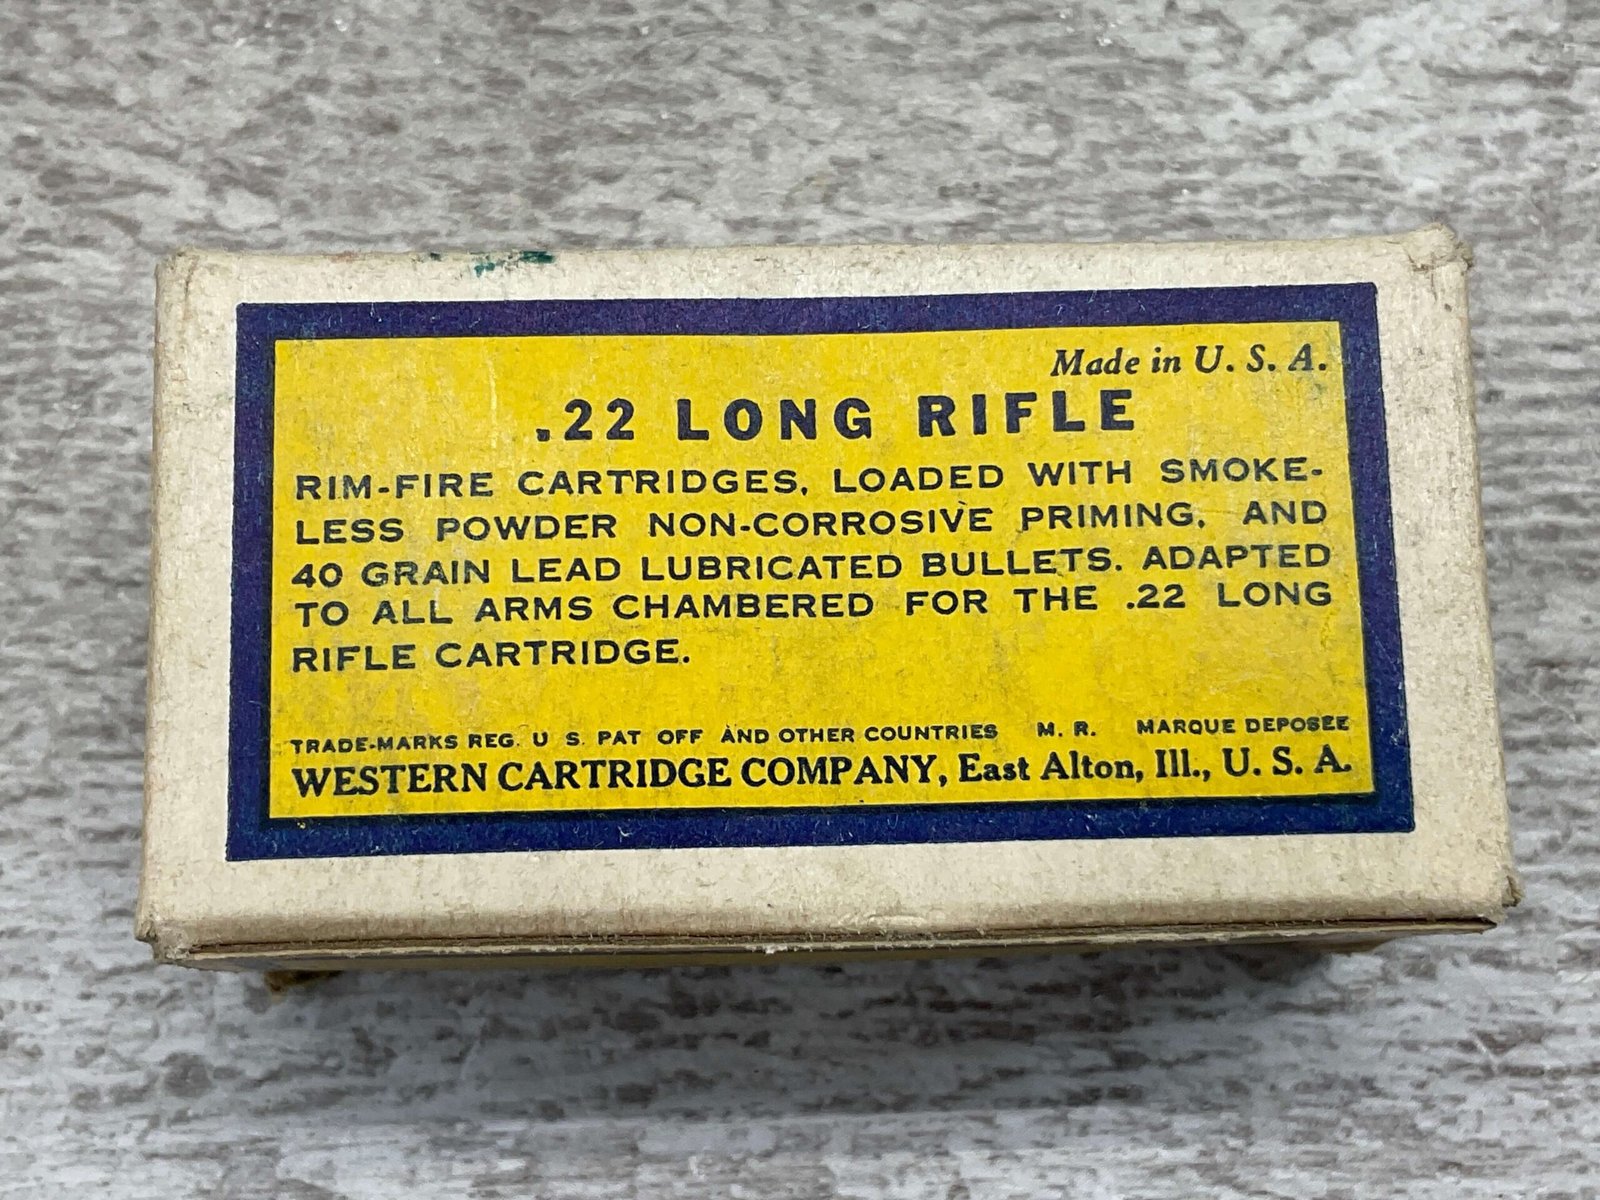 Made in U. S. A.
.22 LONG RIFLE
RIM-FIRE CARTRIDGES, LOADED WITH SMOKE-
LESS POWDER NON-CORROSIVE PRIMING, AND
40 GRAIN LEAD LUBRICATED BULLETS. ADAPTED
TO ALL ARMS CHAMBERED FOR THE .22 LONG
RIFLE CARTRIDGE.
TRADE-MARKS REG. U S. PAT OFF AND OTHER COUNTRIES M. R. MARQUE DEPOSÉE
WESTERN CARTRIDGE COMPANY, East Alton, Ill., U. S. A.